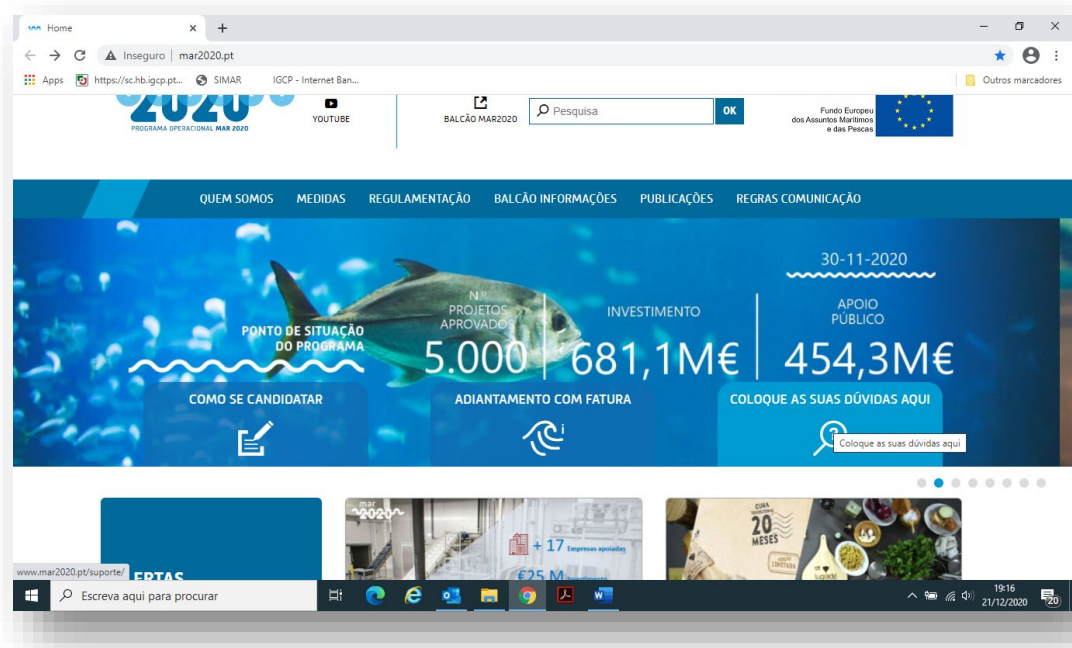 Home
Inseguro | mar2020.pt
Apps https://sc.hb.igcp.pt... SIMAR IGCP - Internet Ban... Outros marcadores
2020
PROGRAMA OPERACIONAL MAR 2020
YOUTUBE
BALCÃO MAR2020
Pesquisa OK
Fundo Europeu
dos Assuntos Marítimos
e das Pescas
QUEM SOMOS MEDIDAS REGULAMENTAÇÃO BALCÃO INFORMAÇÕES PUBLICAÇÕES REGRAS COMUNICAÇÃO
30-11-2020
PONTO DE SITUAÇÃO
DO PROGRAMA
N.º
PROJETOS
APROVADOS
5.000
INVESTIMENTO
681,1M€
APOIO
PÚBLICO
454,3M€
COMO SE CANDIDATAR
ADIANTAMENTO COM FATURA
COLOQUE AS SUAS DÚVIDAS AQUI
Coloque as suas dúvidas aqui
mar
2020
+ 17 Empresas apoiadas
€25 M Investimento
CURA
20
MESES
EDIÇÃO
LIMITADA
www.mar2020.pt/suporte/
ERTAS
Escreva aqui para procurar
19:16
21/12/2020
20